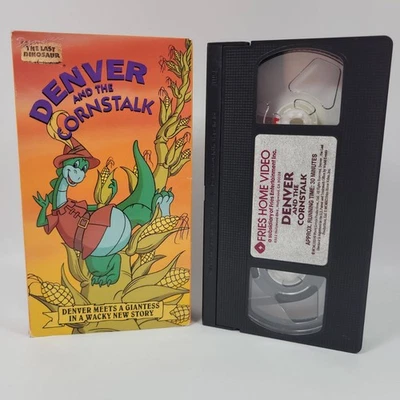 THE LAST
DINOSAUR
DENVER
AND THE
CORNSTALK
DENVER MEETS A GIANTESS
IN A WACKY NEW STORY
FRIES HOME VIDEO
a subsidiary of Fries Entertainment Inc.
DENVER
AND THE
CORNSTALK
APPROX. RUNNING TIME: 30 MINUTES